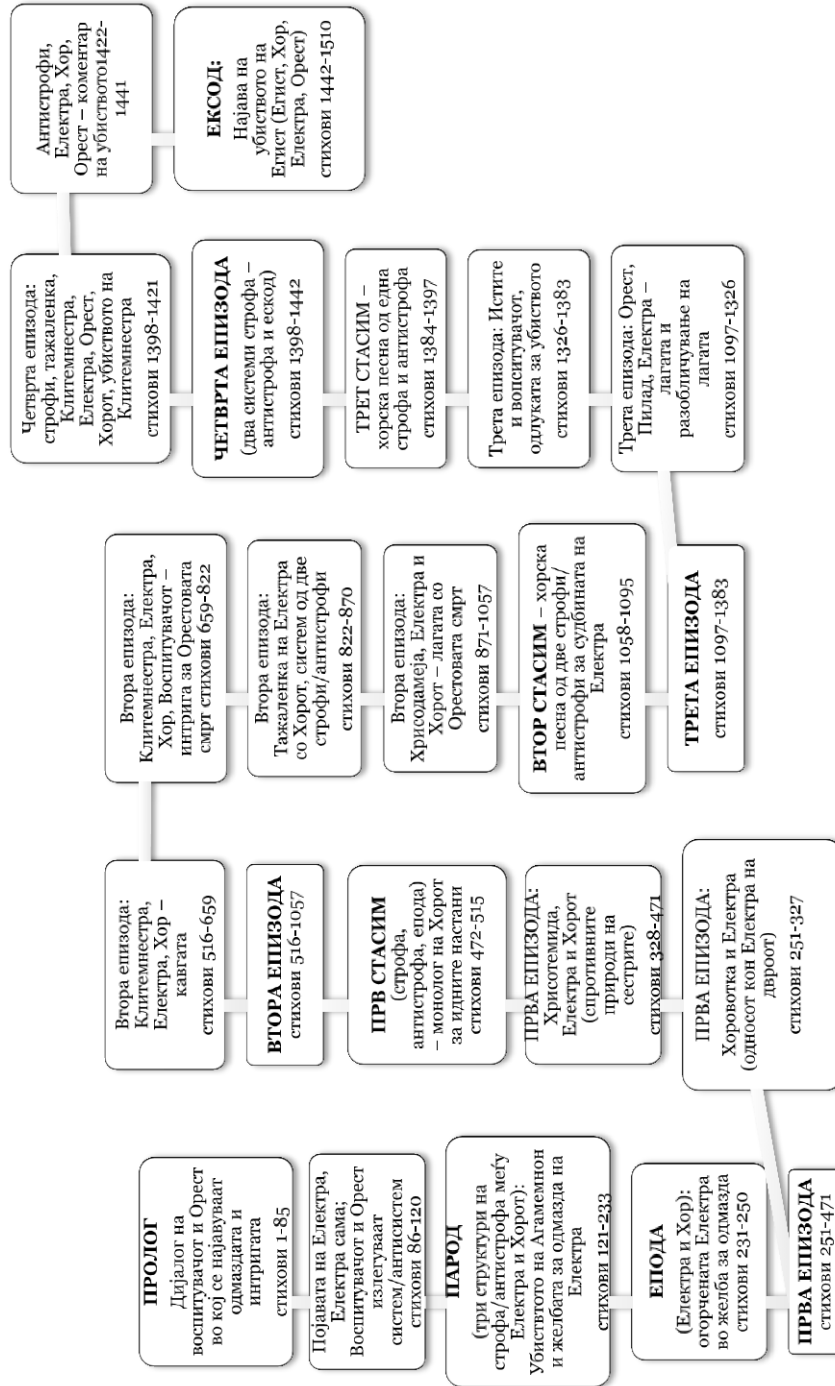 ПРОЛОГ
Дијалог на
воспитувачот и Орест
во кој се најавуваат
одмаздата и
интригата
стихови 1-85
Појавата на Електра,
Електра сама;
Воспитувачот и Орест
излегуваат
систем/антисистем
стихови 86-120
ПАРОД
(три структури на
строфа/антистрофа меѓу
Електра и Хорот):
Убиствтото на Агамемнон
и желбата за одмазда на
Електра
стихови 121-233
ЕПОДА
(Електра и Хор):
огорчената Електра
во желба за одмазда
стихови 231-250
ПРВА ЕПИЗОДА
стихови 251-471
ПРВА ЕПИЗОДА:
Хоровотка и Електра
(односот кон Електра на
двроот)
стихови 251-327
ПРВА ЕПИЗОДА:
Хрисотемида,
Електра и Хорот
(спротивните
природи на
сестрите)
стихови 328-471
ПРВ СТАСИМ
(строфа,
антистрофа, епода)
– монолог на Хорот
за идните настани
стихови 472-515
ВТОРА ЕПИЗОДА
стихови 516-1057
Втора епизода:
Клитемнестра,
Електра, Хор –
кавгата
стихови 516-659
Втора епизода:
Клитемнестра, Електра,
Хор, Воспитувачот –
интрига за Орестовата
смрт стихови 659-822
Втора епизода:
Тажаленка на Електра
со Хорот, систем од две
строфи/антистрофи
стихови 822-870
Втора епизода:
Хрисодамеја, Електра и
Хорот – лагата со
Орестовата смрт
стихови 871-1057
ВТОР СТАСИМ – хорска
песна од две строфи/
антистрофи за судбината на
Електра
стихови 1058-1095
ТРЕТА ЕПИЗОДА
стихови 1097-1383
Трета епизода: Орест,
Пилад, Електра –
лагата и
разобличување на
лагата
стихови 1097-1326
Трета епизода: Истите
и вопситувачот,
одлуката за убиството
стихови 1326-1383
ТРЕТ СТАСИМ –
хорска песна од една
строфа и антистрофа
стихови 1384-1397
ЧЕТВРТА ЕПИЗОДА
(два системи строфа –
антистрофа и ескод)
стихови 1398-1442
Четврта епизода:
строфи, тажаленка,
Клитемнестра,
Електра, Орест,
Хорот, убиството на
Клитемнестра
стихови 1398-1421
Антистрофи,
Електра, Хор,
Орест – коментар
на убиството1422-
1441
ЕКСОД:
Најава на
убиството на
Егист (Егист, Хор,
Електра, Орест)
стихови 1442-1510